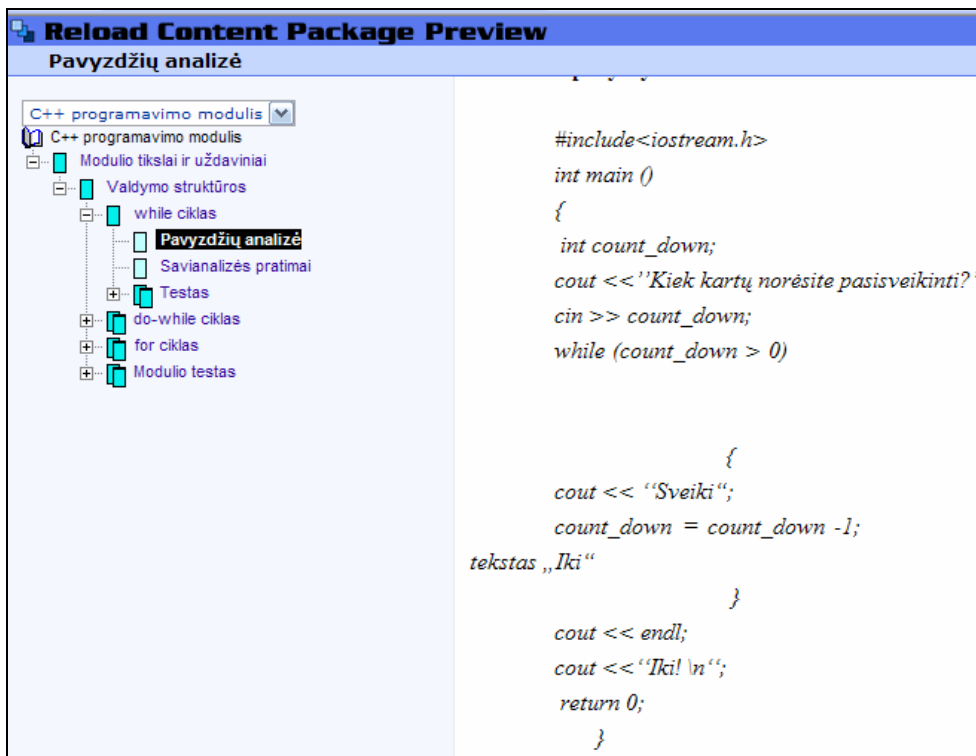 Reload Content Package Preview
Pavyzdžių analizė
C++ programavimo modulis
C++ programavimo modulis
Modulio tikslai ir uždaviniai
Valdymo struktūros
while ciklas
Pavyzdžių analizė
Savianalizės pratimai
Testas
do-while ciklas
for ciklas
Modulio testas
#include<iostream.h>
int main ()
{
int count_down;
cout <<''Kiek kartų norėsite pasisveikinti?'
cin >> count_down;
while (count_down > 0)
{
cout << ‘‘Sveiki“;
count_down = count_down -1;
tekstas „Iki“
}
cout << endl;
cout <<‘‘Iki! \n‘‘;
return 0;
}